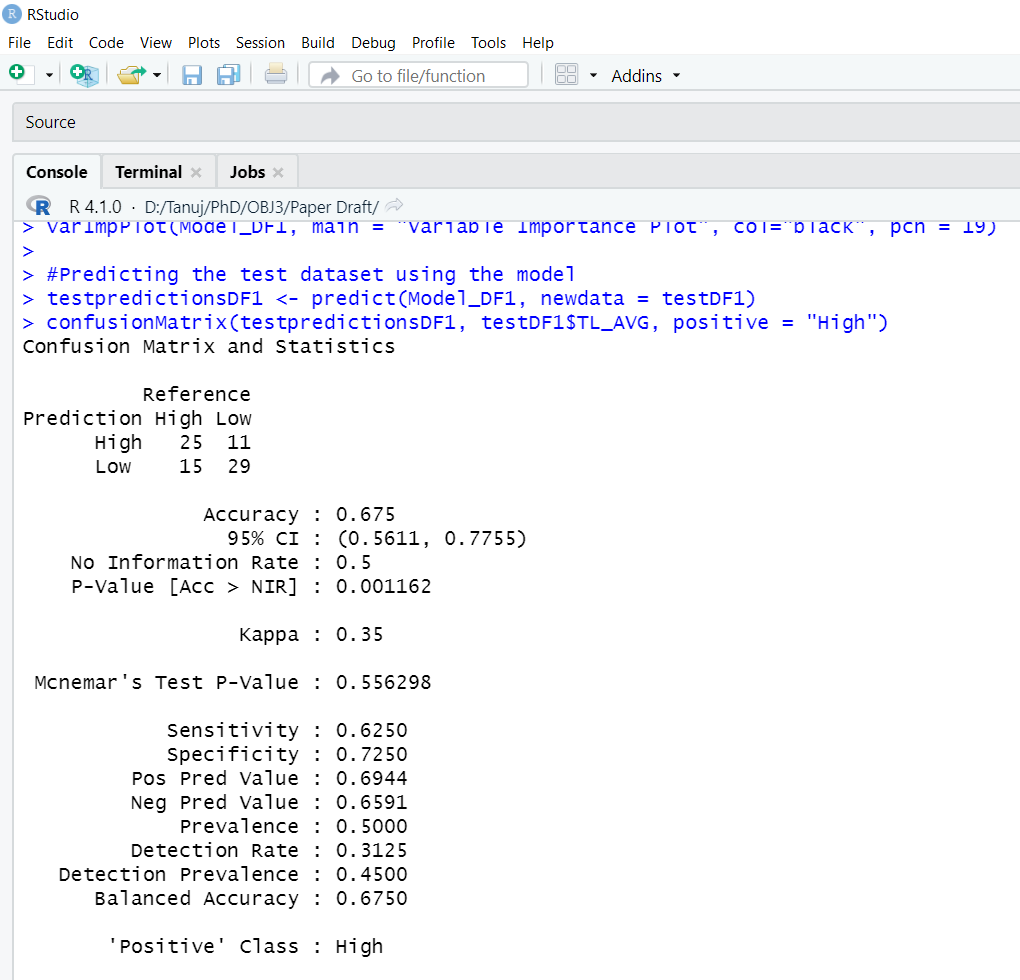 RStudio
File Edit Code View Plots Session Build Debug Profile Tools Help
Go to file/function Addins
Source
Console Terminal Jobs
R 4.1.0 · D:/Tanuj/PhD/OBJ3/Paper Draft/
> varImpPlot(Model_DF1, main = "Variable Importance Plot", col="black", pch = 19)
>
> #Predicting the test dataset using the model
> testpredictionsDF1 <- predict(Model_DF1, newdata = testDF1)
> confusionMatrix(testpredictionsDF1, testDF1$TL_AVG, positive = "High")
Confusion Matrix and Statistics
Reference
Prediction High Low
High 25 11
Low 15 29
Accuracy : 0.675
95% CI : (0.5611, 0.7755)
No Information Rate : 0.5
P-Value [Acc > NIR] : 0.001162
Kappa : 0.35
Mcnemar's Test P-Value : 0.556298
Sensitivity : 0.6250
Specificity : 0.7250
Pos Pred Value : 0.6944
Neg Pred Value : 0.6591
Prevalence : 0.5000
Detection Rate : 0.3125
Detection Prevalence : 0.4500
Balanced Accuracy : 0.6750
'Positive' Class : High